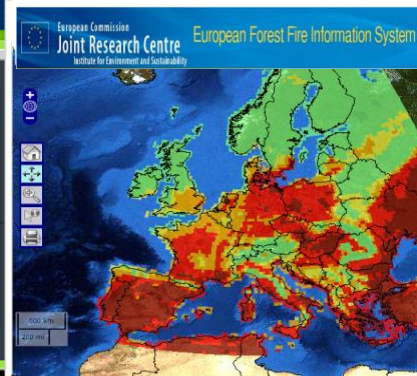 European Commission
Joint Research Centre
Institute for Environment and Sustainability
European Forest Fire Information System
500 km
200 mi